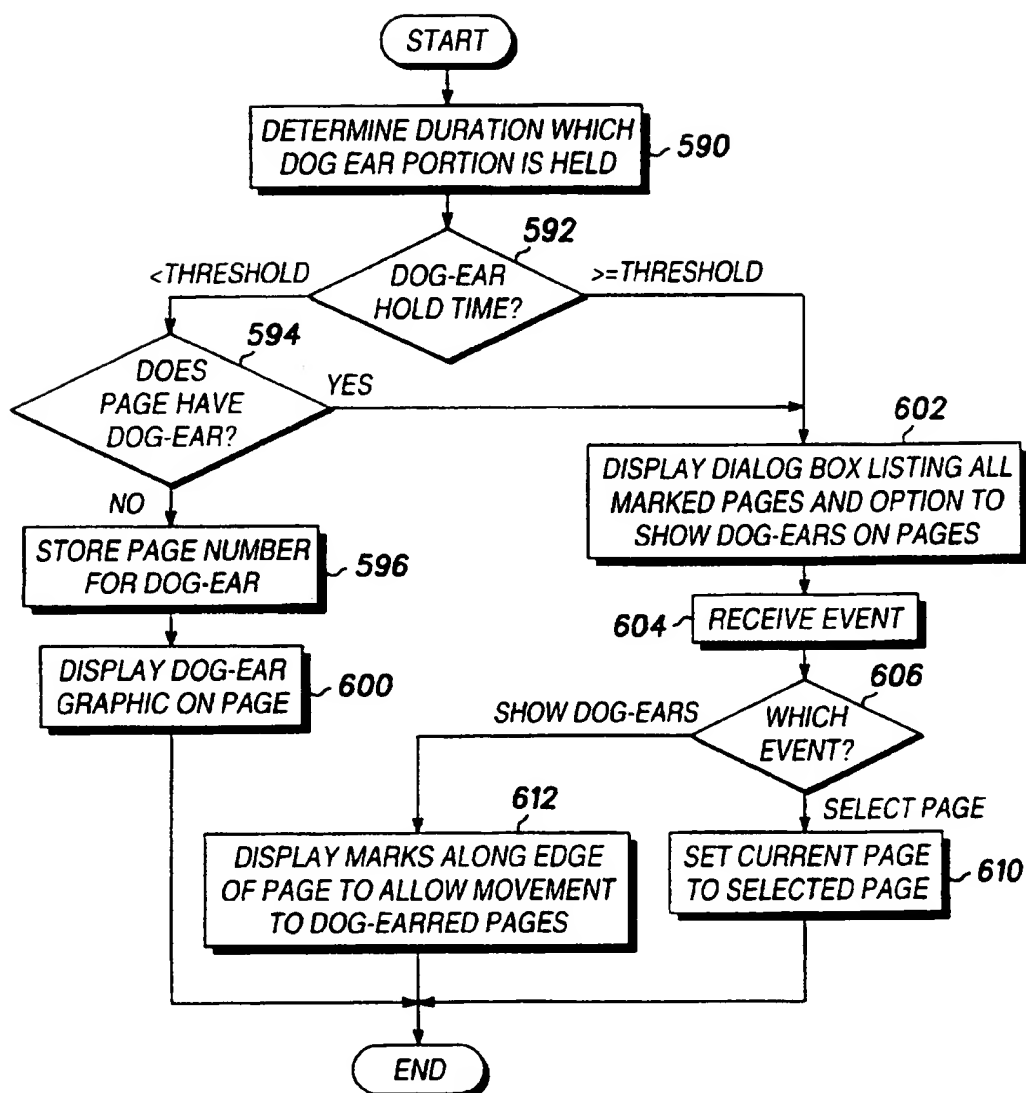 START
DETERMINE DURATION WHICH
DOG EAR PORTION IS HELD
590
592
<THRESHOLD
DOG-EAR
HOLD TIME?
>=THRESHOLD
594
DOES
PAGE HAVE
DOG-EAR?
YES
NO
602
DISPLAY DIALOG BOX LISTING ALL
MARKED PAGES AND OPTION TO
SHOW DOG-EARS ON PAGES
STORE PAGE NUMBER
FOR DOG-EAR
596
604
RECEIVE EVENT
DISPLAY DOG-EAR
GRAPHIC ON PAGE
600
606
SHOW DOG-EARS
WHICH
EVENT?
612
SELECT PAGE
DISPLAY MARKS ALONG EDGE
OF PAGE TO ALLOW MOVEMENT
TO DOG-EARRED PAGES
SET CURRENT PAGE
TO SELECTED PAGE
610
END